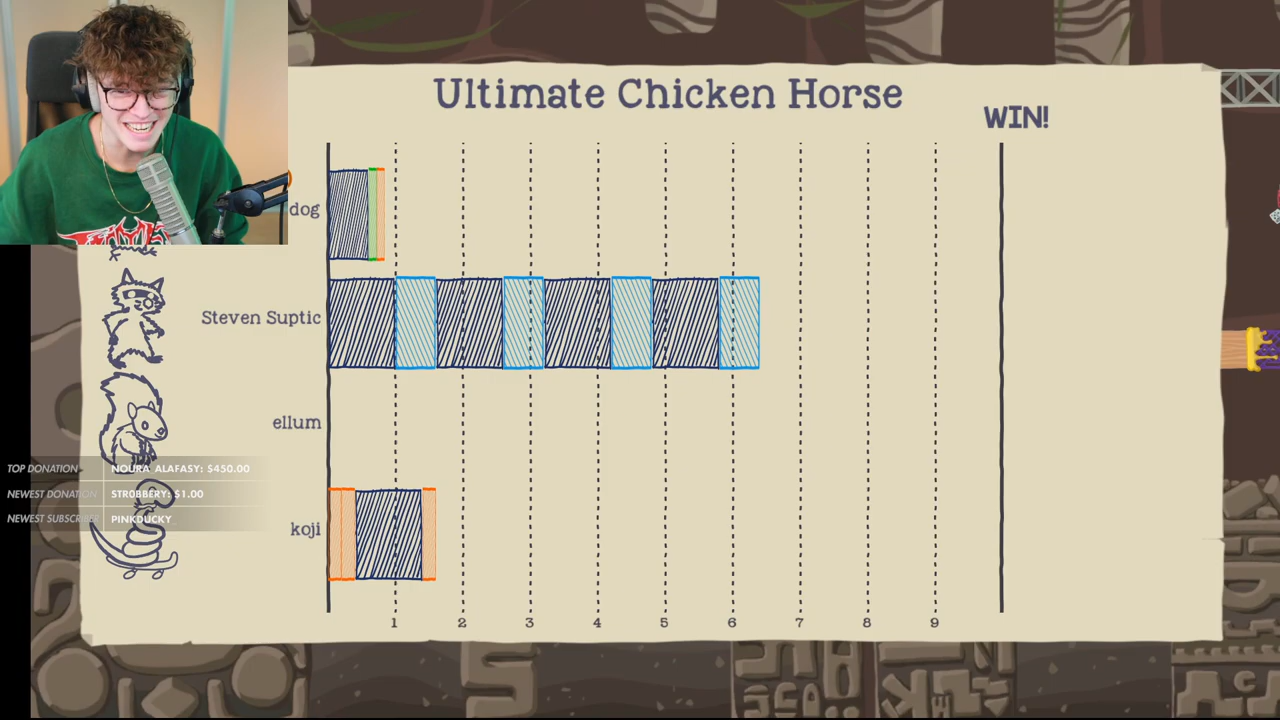 Ultimate Chicken Horse
WIN!
dog
Steven Suptic
ellum
koji
TOP DONATION NOURA ALAFASY: $450.00
NEWEST DONATION STR0BBERY: $1.00
NEWEST SUBSCRIBER PINKDUCKY
1 2 3 4 5 6 7 8 9